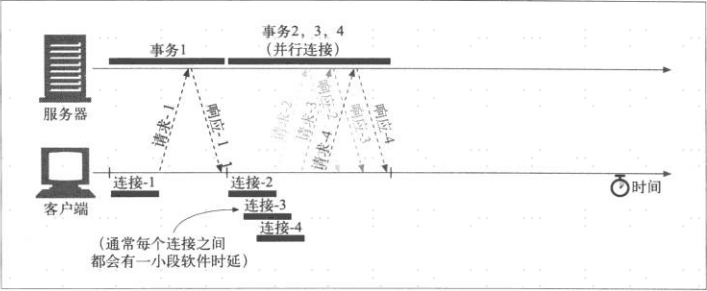 事务1
事务2，3，4
（并行连接）
服务器
请求-1
响应-1
请求-2
请求-3
请求-4
响应-2
响应-3
响应-4
客户端
连接-1
连接-2
连接-3
连接-4
（通常每个连接之间
都会有一小段软件时延）
时间